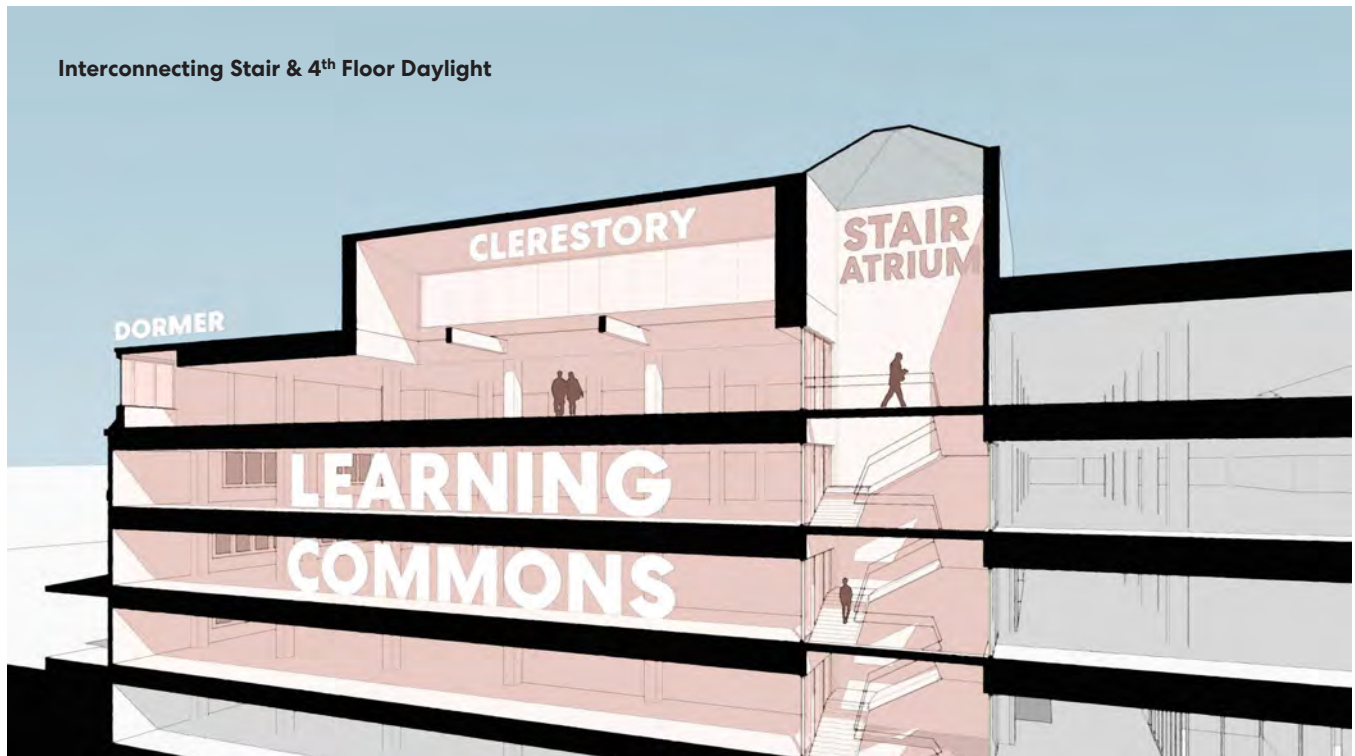 Interconnecting Stair & 4th Floor Daylight
CLERESTORY
STAIR
ATRIUM
DORMER
LEARNING
COMMONS